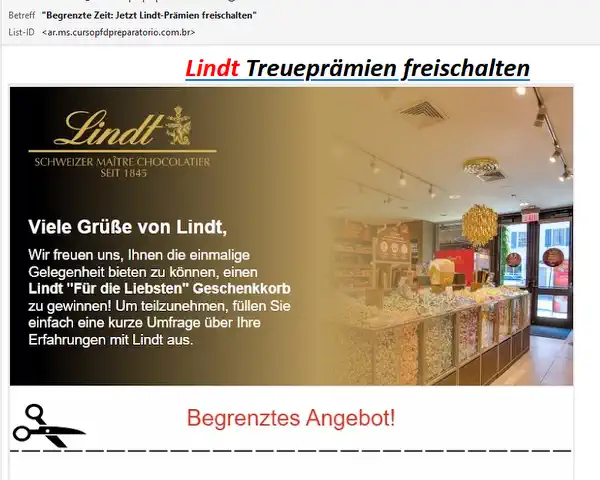 Betreff "Begrenzte Zeit: Jetzt Lindt-Prämien freischalten"
List-ID <ar.ms.cursopfdpreparatorio.com.br>
Lindt Treueprämien freischalten
Lindt
SCHWEIZER MAÎTRE CHOCOLATIER
SEIT 1845
Viele Grüße von Lindt,
Wir freuen uns, Ihnen die einmalige
Gelegenheit bieten zu können, einen
Lindt "Für die Liebsten" Geschenkkorb
zu gewinnen! Um teilzunehmen, füllen Sie
einfach eine kurze Umfrage über Ihre
Erfahrungen mit Lindt aus.
Begrenztes Angebot!